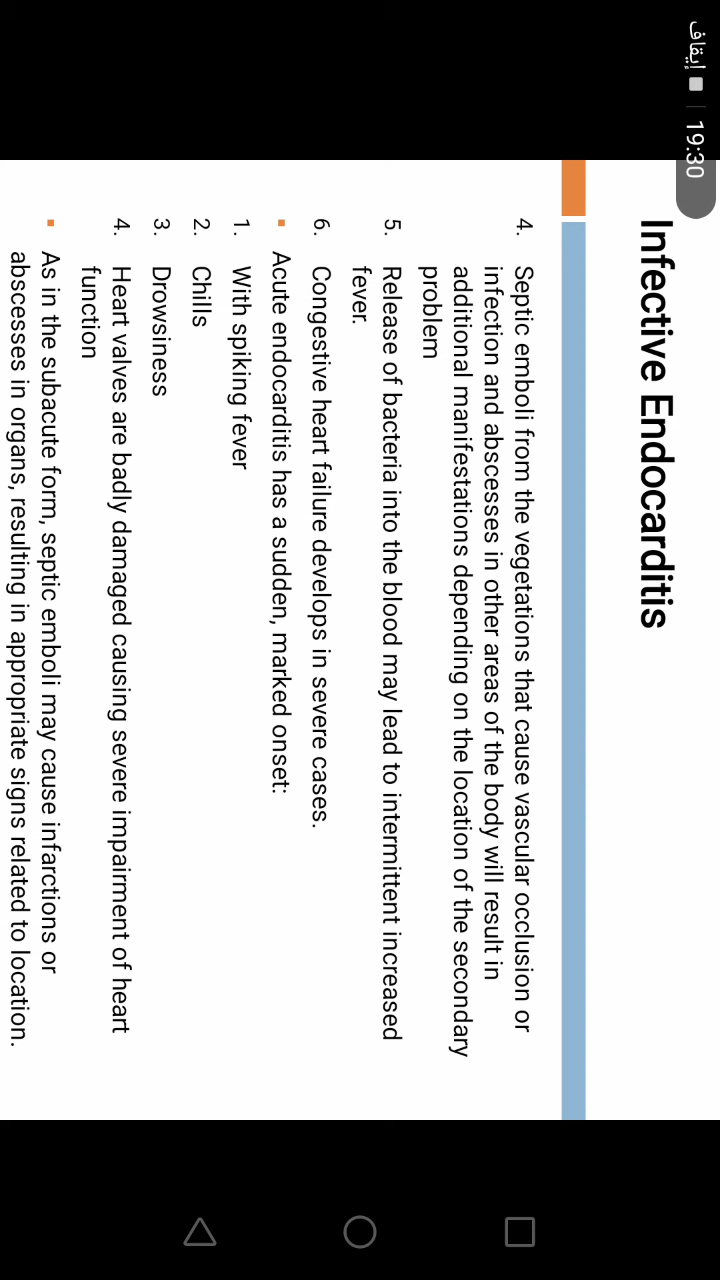 إيقاف
19:30
Infective Endocarditis
4. Septic emboli from the vegetations that cause vascular occlusion or
infection and abscesses in other areas of the body will result in
additional manifestations depending on the location of the secondary
problem
5. Release of bacteria into the blood may lead to intermittent increased
fever.
6. Congestive heart failure develops in severe cases.
▪ Acute endocarditis has a sudden, marked onset:
1. With spiking fever
2. Chills
3. Drowsiness
4. Heart valves are badly damaged causing severe impairment of heart
function
▪ As in the subacute form, septic emboli may cause infarctions or
abscesses in organs, resulting in appropriate signs related to location.